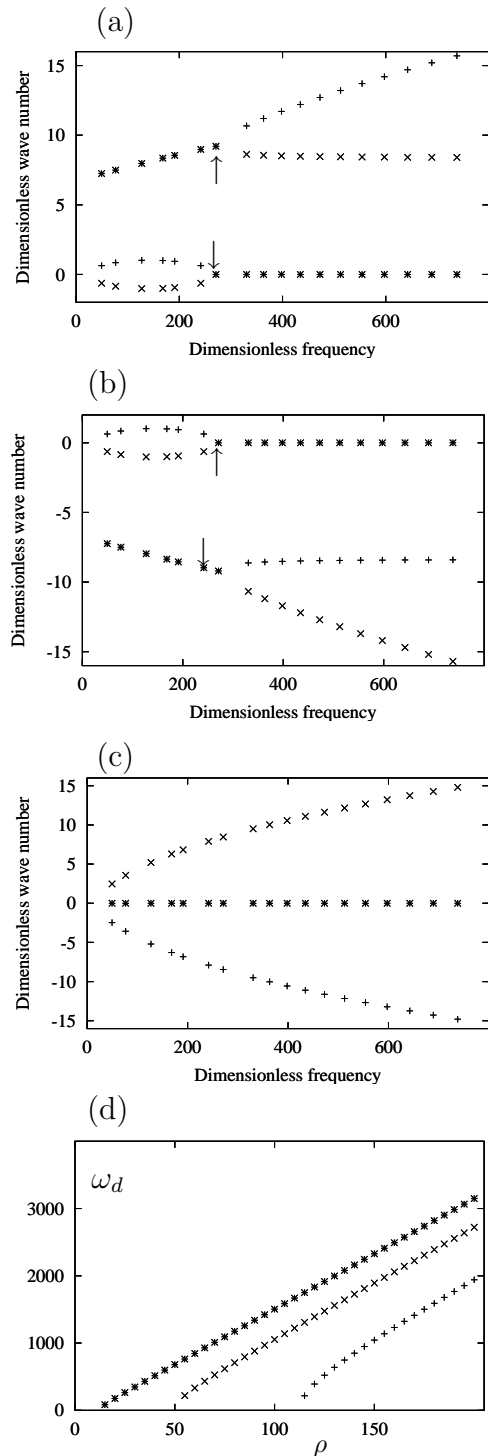 (a)
15
10
5
0
0 200 400 600
Dimensionless wave number
Dimensionless frequency
(b)
0
-5
-10
-15
0 200 400 600
Dimensionless wave number
Dimensionless frequency
(c)
15
10
5
0
-5
-10
-15
0 200 400 600
Dimensionless wave number
Dimensionless frequency
(d)
ω_d
3000
2000
1000
0
0 50 100 150
ρ